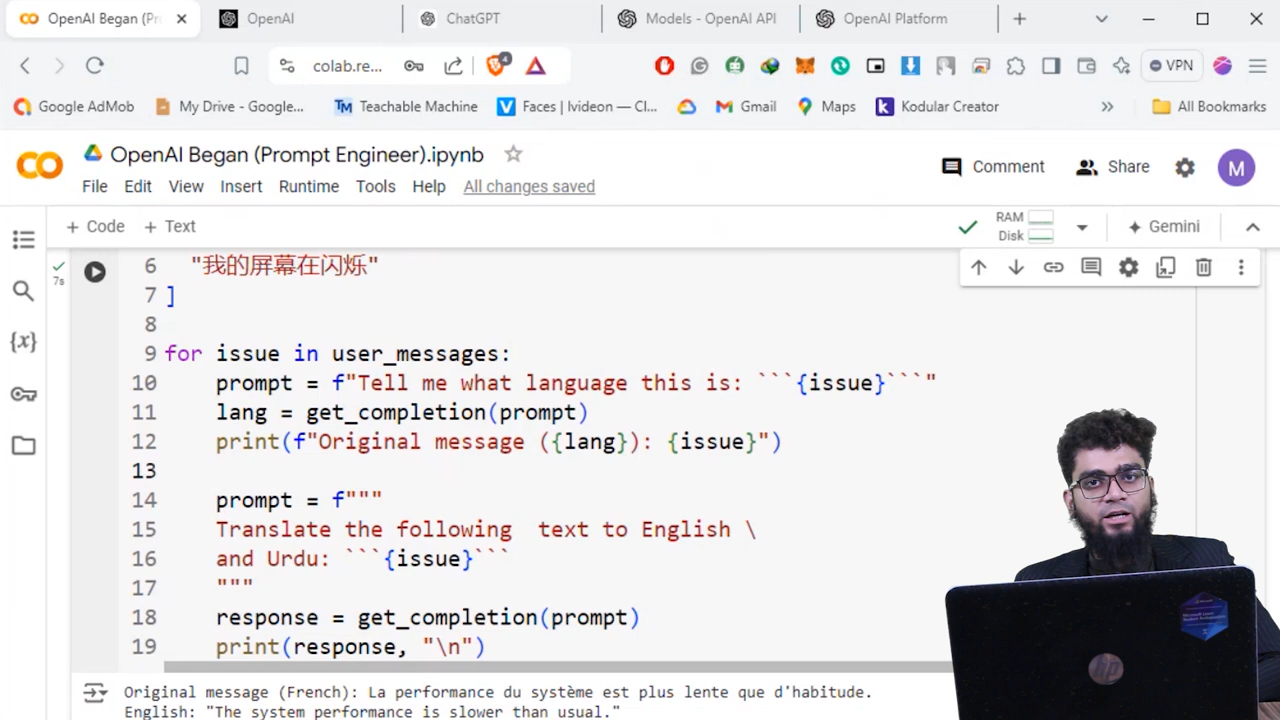 OpenAI Began (Pr
OpenAI
ChatGPT
Models - OpenAI API
OpenAI Platform
colab.re...
4
VPN
Google AdMob
My Drive - Google...
TM Teachable Machine
Faces | Ivideon — Cl...
Gmail
Maps
Kodular Creator
All Bookmarks
OpenAI Began (Prompt Engineer).ipynb
Comment
Share
M
File Edit View Insert Runtime Tools Help All changes saved
+ Code + Text
RAM
Disk
Gemini
7s
6 "我的屏幕在闪烁"
7 ]
8
9 for issue in user_messages:
10 prompt = f"Tell me what language this is: ```{issue}```"
11 lang = get_completion(prompt)
12 print(f"Original message ({lang}): {issue}")
13
14 prompt = f"""
15 Translate the following  text to English \
16 and Urdu: ```{issue}```
17 """
18 response = get_completion(prompt)
19 print(response, "\n")
Original message (French): La performance du système est plus lente que d'habitude.
English: "The system performance is slower than usual."
hp